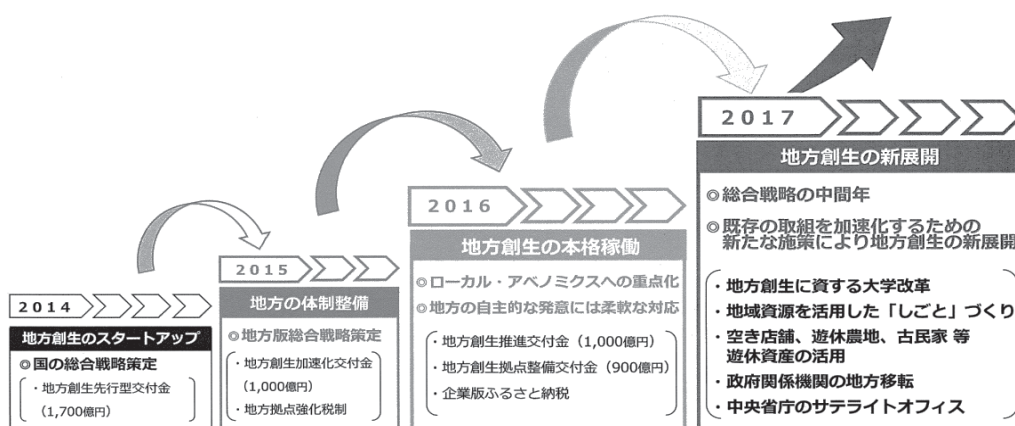 2014
地方創生のスタートアップ
◎国の総合戦略策定
・地方創生先行型交付金
(1,700億円)
2015
地方の体制整備
◎地方版総合戦略策定
・地方創生加速化交付金
(1,000億円)
・地方拠点強化税制
2016
地方創生の本格稼働
◎ローカル・アベノミクスへの重点化
◎地方の自主的な発意には柔軟な対応
・地方創生推進交付金（1,000億円）
・地方創生拠点整備交付金（900億円）
・企業版ふるさと納税
2017
地方創生の新展開
◎総合戦略の中間年
◎既存の取組を加速化するための
新たな施策により地方創生の新展開
・地方創生に資する大学改革
・地域資源を活用した「しごと」づくり
・空き店舗、遊休農地、古民家 等
遊休資産の活用
・政府関係機関の地方移転
・中央省庁のサテライトオフィス